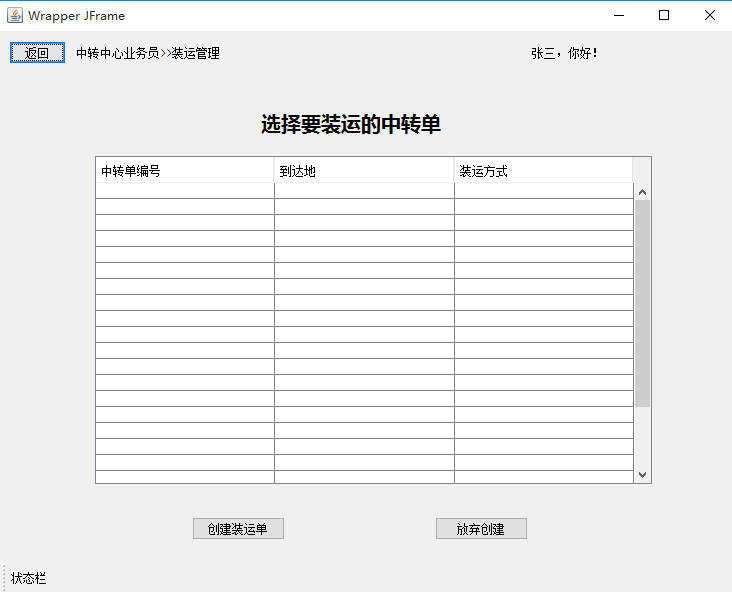 Wrapper JFrame
返回 中转中心业务员>>装运管理 张三，你好！
选择要装运的中转单
中转单编号 到达地 装运方式
创建装运单 放弃创建
状态栏